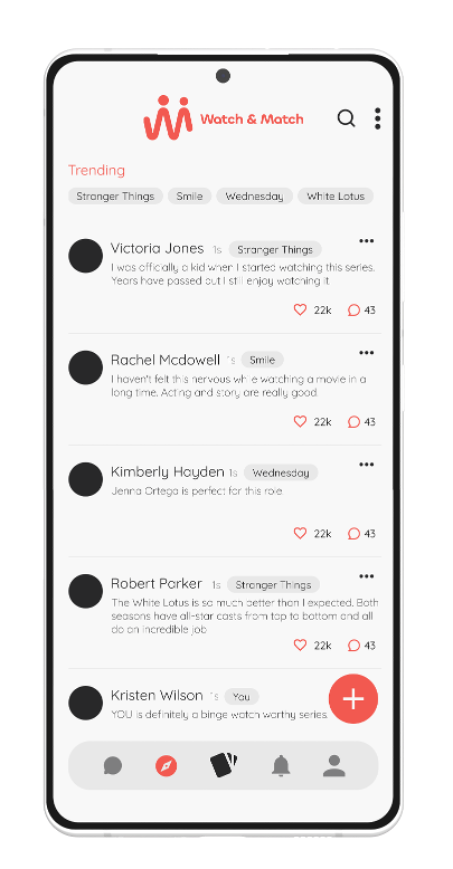 Watch & Match
Trending
Stranger Things Smile Wednesday White Lotus
Victoria Jones 1s Stranger Things
I was officially a kid when I started watching this series.
Years have passed but I still enjoy watching it
22k 43
Rachel Mcdowell 1s Smile
I haven't felt this nervous while watching a movie in a
long time. Acting and story are really good.
22k 43
Kimberly Hayden 1s Wednesday
Jenna Ortega is perfect for this role
22k 43
Robert Parker 1s Stranger Things
The White Lotus is so much better than I expected. Both
seasons have all-star casts from top to bottom and all
do an incredible job
22k 43
Kristen Wilson 1s You
YOU is definitely a binge watch worthy series.